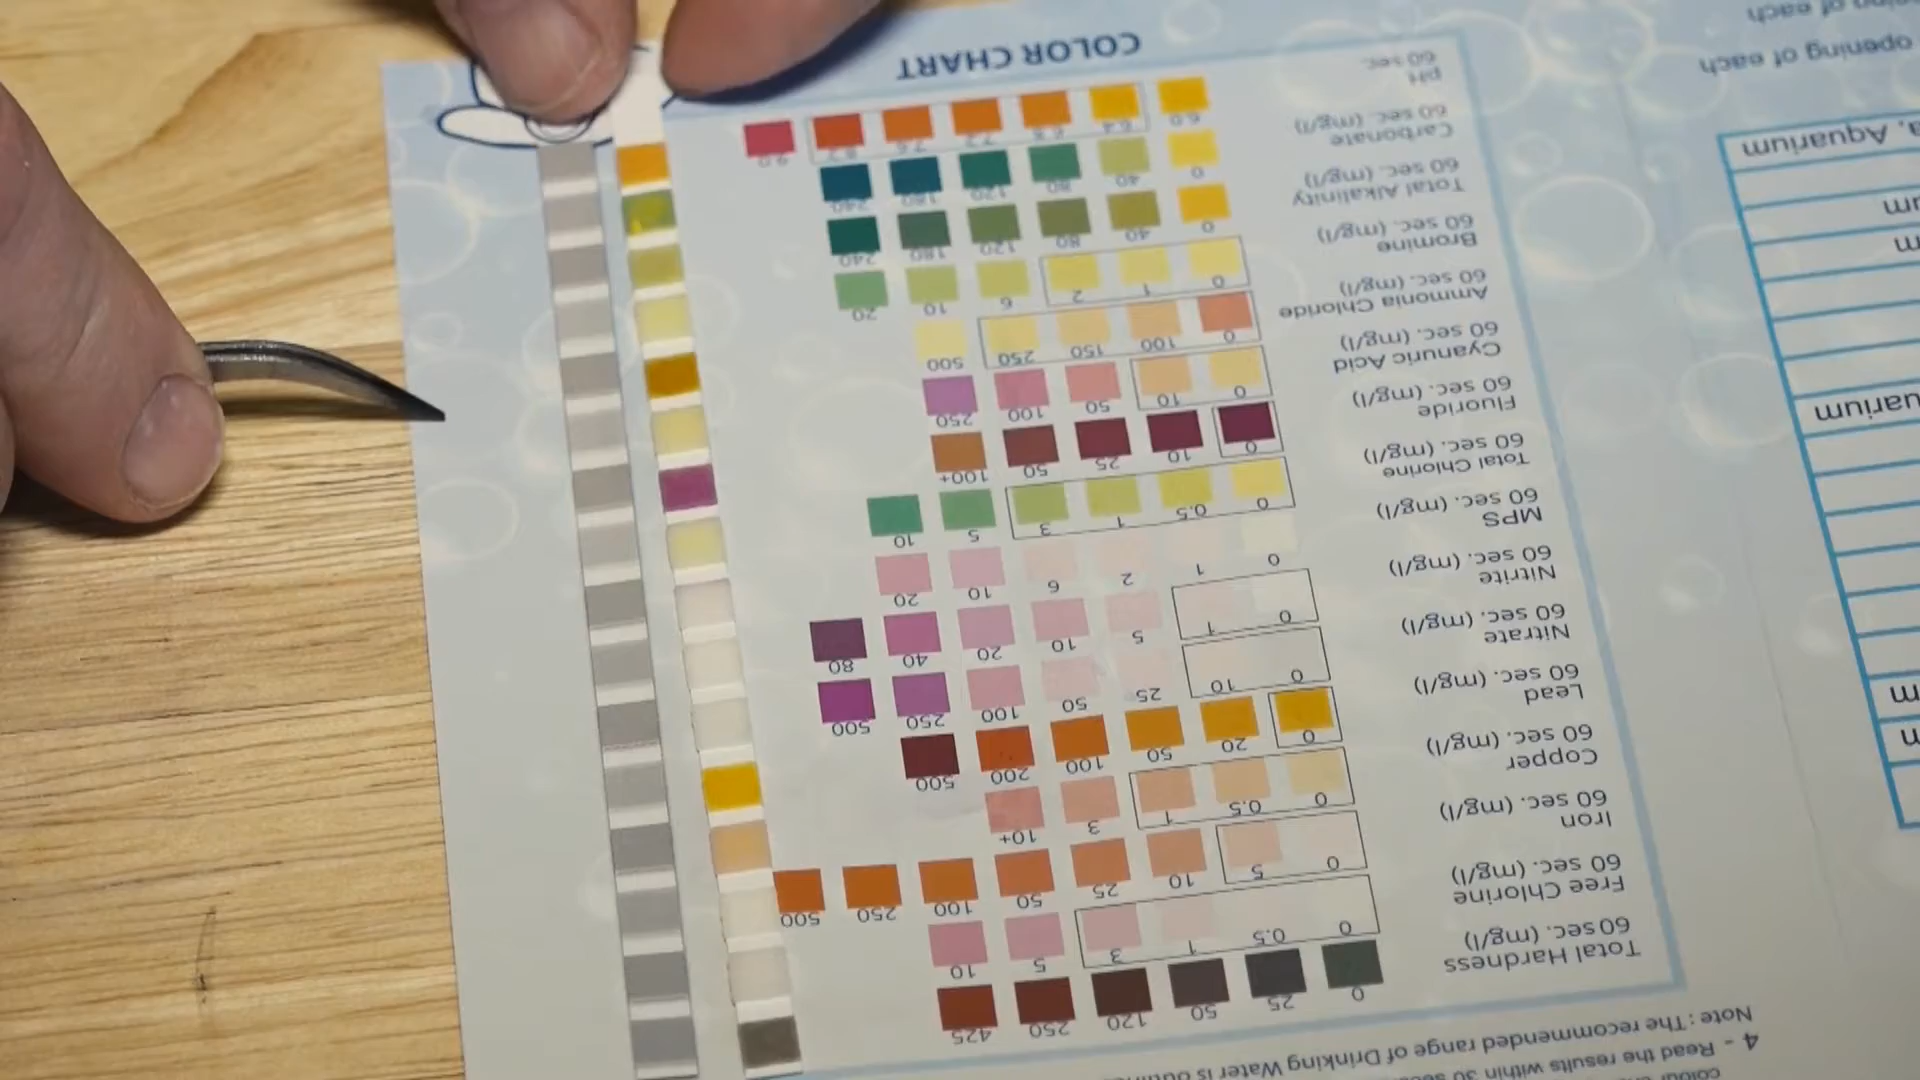 4 - Read the results within 30
Note : The recommended range of Drinking Water is
Total Hardness
60 sec. (mg/l)
0 25 50 120 250 425
Free Chlorine
60 sec. (mg/l)
0 0.5 1 3 5 10
Iron
60 sec. (mg/l)
0 5 10 25 50 100 250 500
Copper
60 sec. (mg/l)
0 0.5 1 3 10+
Lead
60 sec. (mg/l)
0 20 50 100 200 500
Nitrate
60 sec. (mg/l)
0 10 25 50 100 250 500
Nitrite
60 sec. (mg/l)
0 1 5 10 20 40 80
MPS
60 sec. (mg/l)
0 1 2 6 10 20
Total Chlorine
60 sec. (mg/l)
0 0.5 1 3 5 10
Fluoride
60 sec. (mg/l)
0 10 25 50 100+
Cyanuric Acid
60 sec. (mg/l)
0 10 50 100 250
Ammonia Chloride
60 sec. (mg/l)
0 100 150 250 500
Bromine
60 sec. (mg/l)
0 1 2 6 10 20
Total Alkalinity
60 sec. (mg/l)
0 40 80 120 180 240
Carbonate
60 sec. (mg/l)
0 40 80 120 180 240
pH
60 sec.
6.0 6.4 7.2 7.6 8.2 9.0
COLOR CHART
Aquarium
opening of each
of each